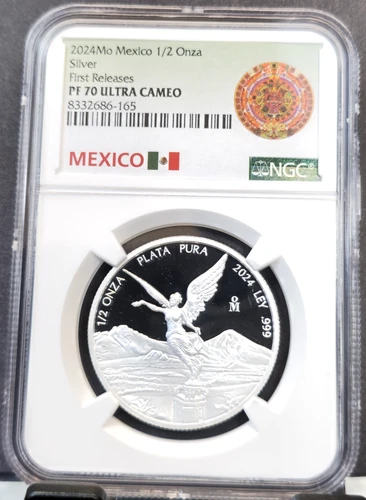 2024Mo Mexico 1/2 Onza
Silver
First Releases
PF 70 ULTRA CAMEO
8332686-165
MEXICO
NGC
1/2 ONZA PLATA PURA 2024 LEY .999
Mo